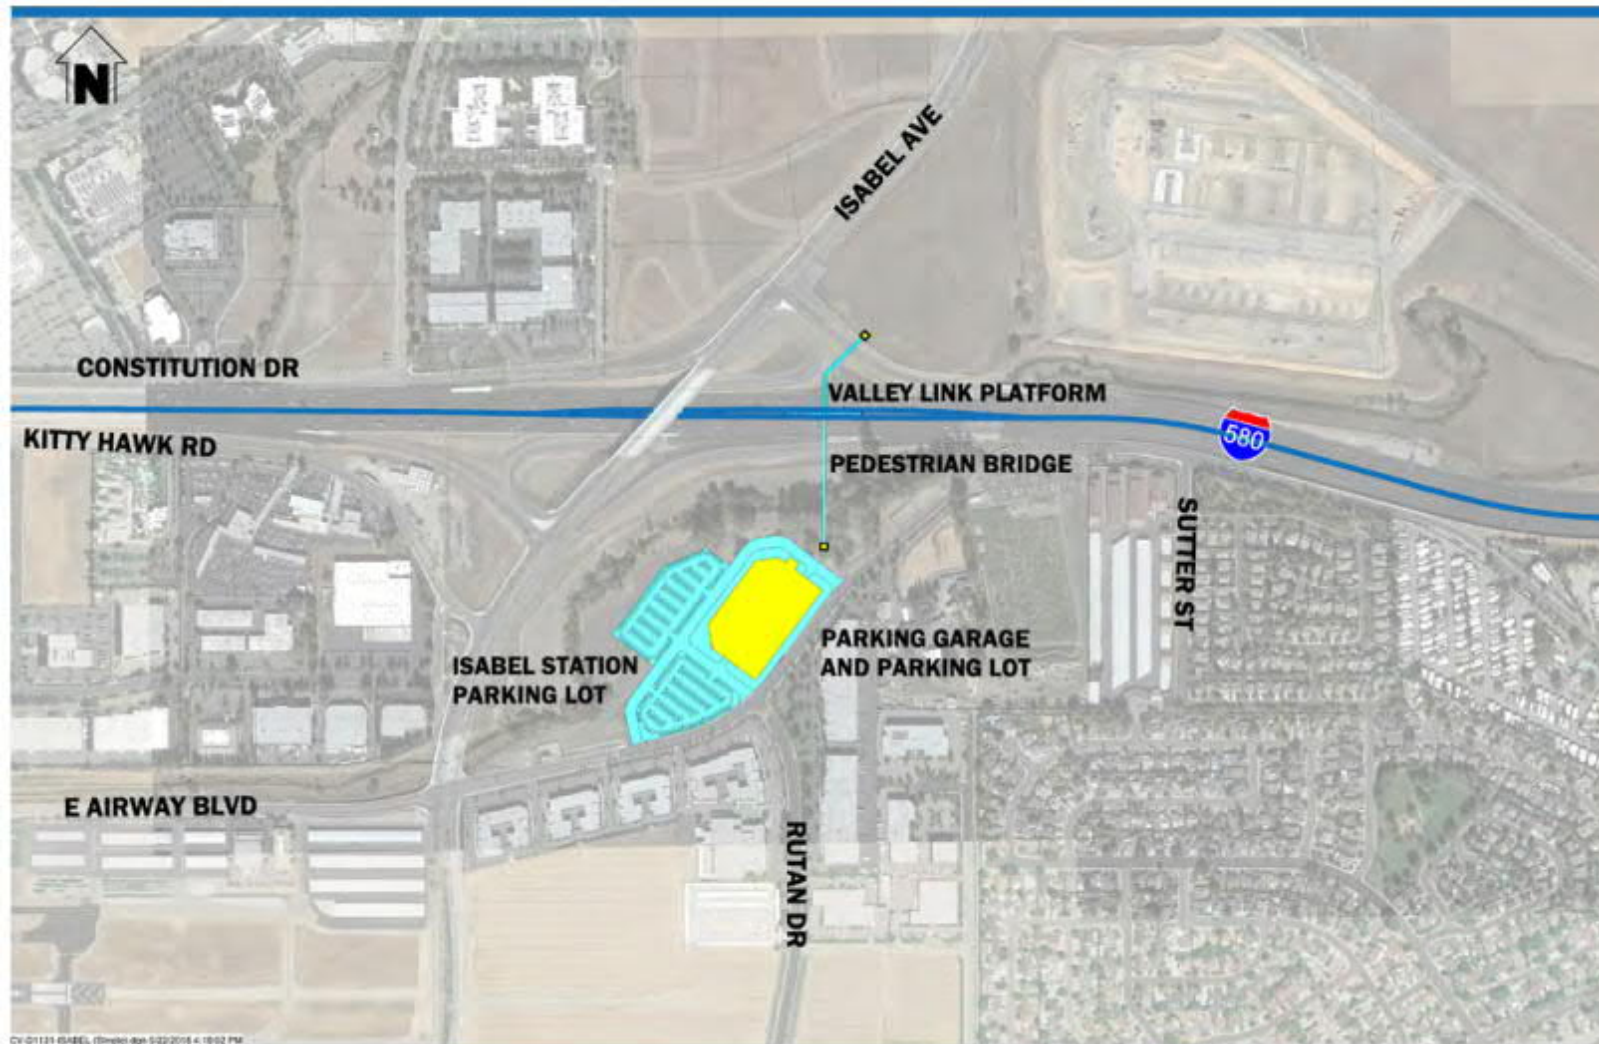 N
ISABEL AVE
CONSTITUTION DR
VALLEY LINK PLATFORM
580
KITTY HAWK RD
PEDESTRIAN BRIDGE
SUTTER ST
PARKING GARAGE
AND PARKING LOT
ISABEL STATION
PARKING LOT
E AIRWAY BLVD
RUTAN DR